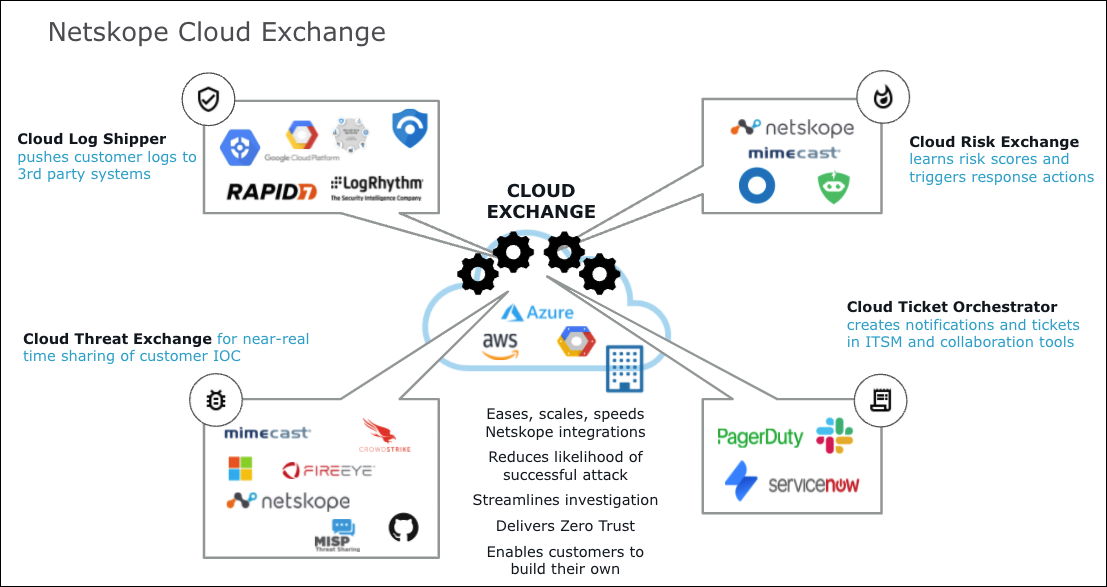 Netskope Cloud Exchange
Cloud Log Shipper
pushes customer logs to
3rd party systems
Google Cloud Platform
RAPID7
LogRhythm™
The Security Intelligence Company
netskope
mimecast
Cloud Risk Exchange
learns risk scores and
triggers response actions
CLOUD
EXCHANGE
Azure
aws
Cloud Threat Exchange for near-real
time sharing of customer IOC
mimecast
CROWDSTRIKE
FIREEYE™
netskope
MISP
Threat Sharing
Cloud Ticket Orchestrator
creates notifications and tickets
in ITSM and collaboration tools
PagerDuty
servicenow
Eases, scales, speeds
Netskope integrations
Reduces likelihood of
successful attack
Streamlines investigation
Delivers Zero Trust
Enables customers to
build their own